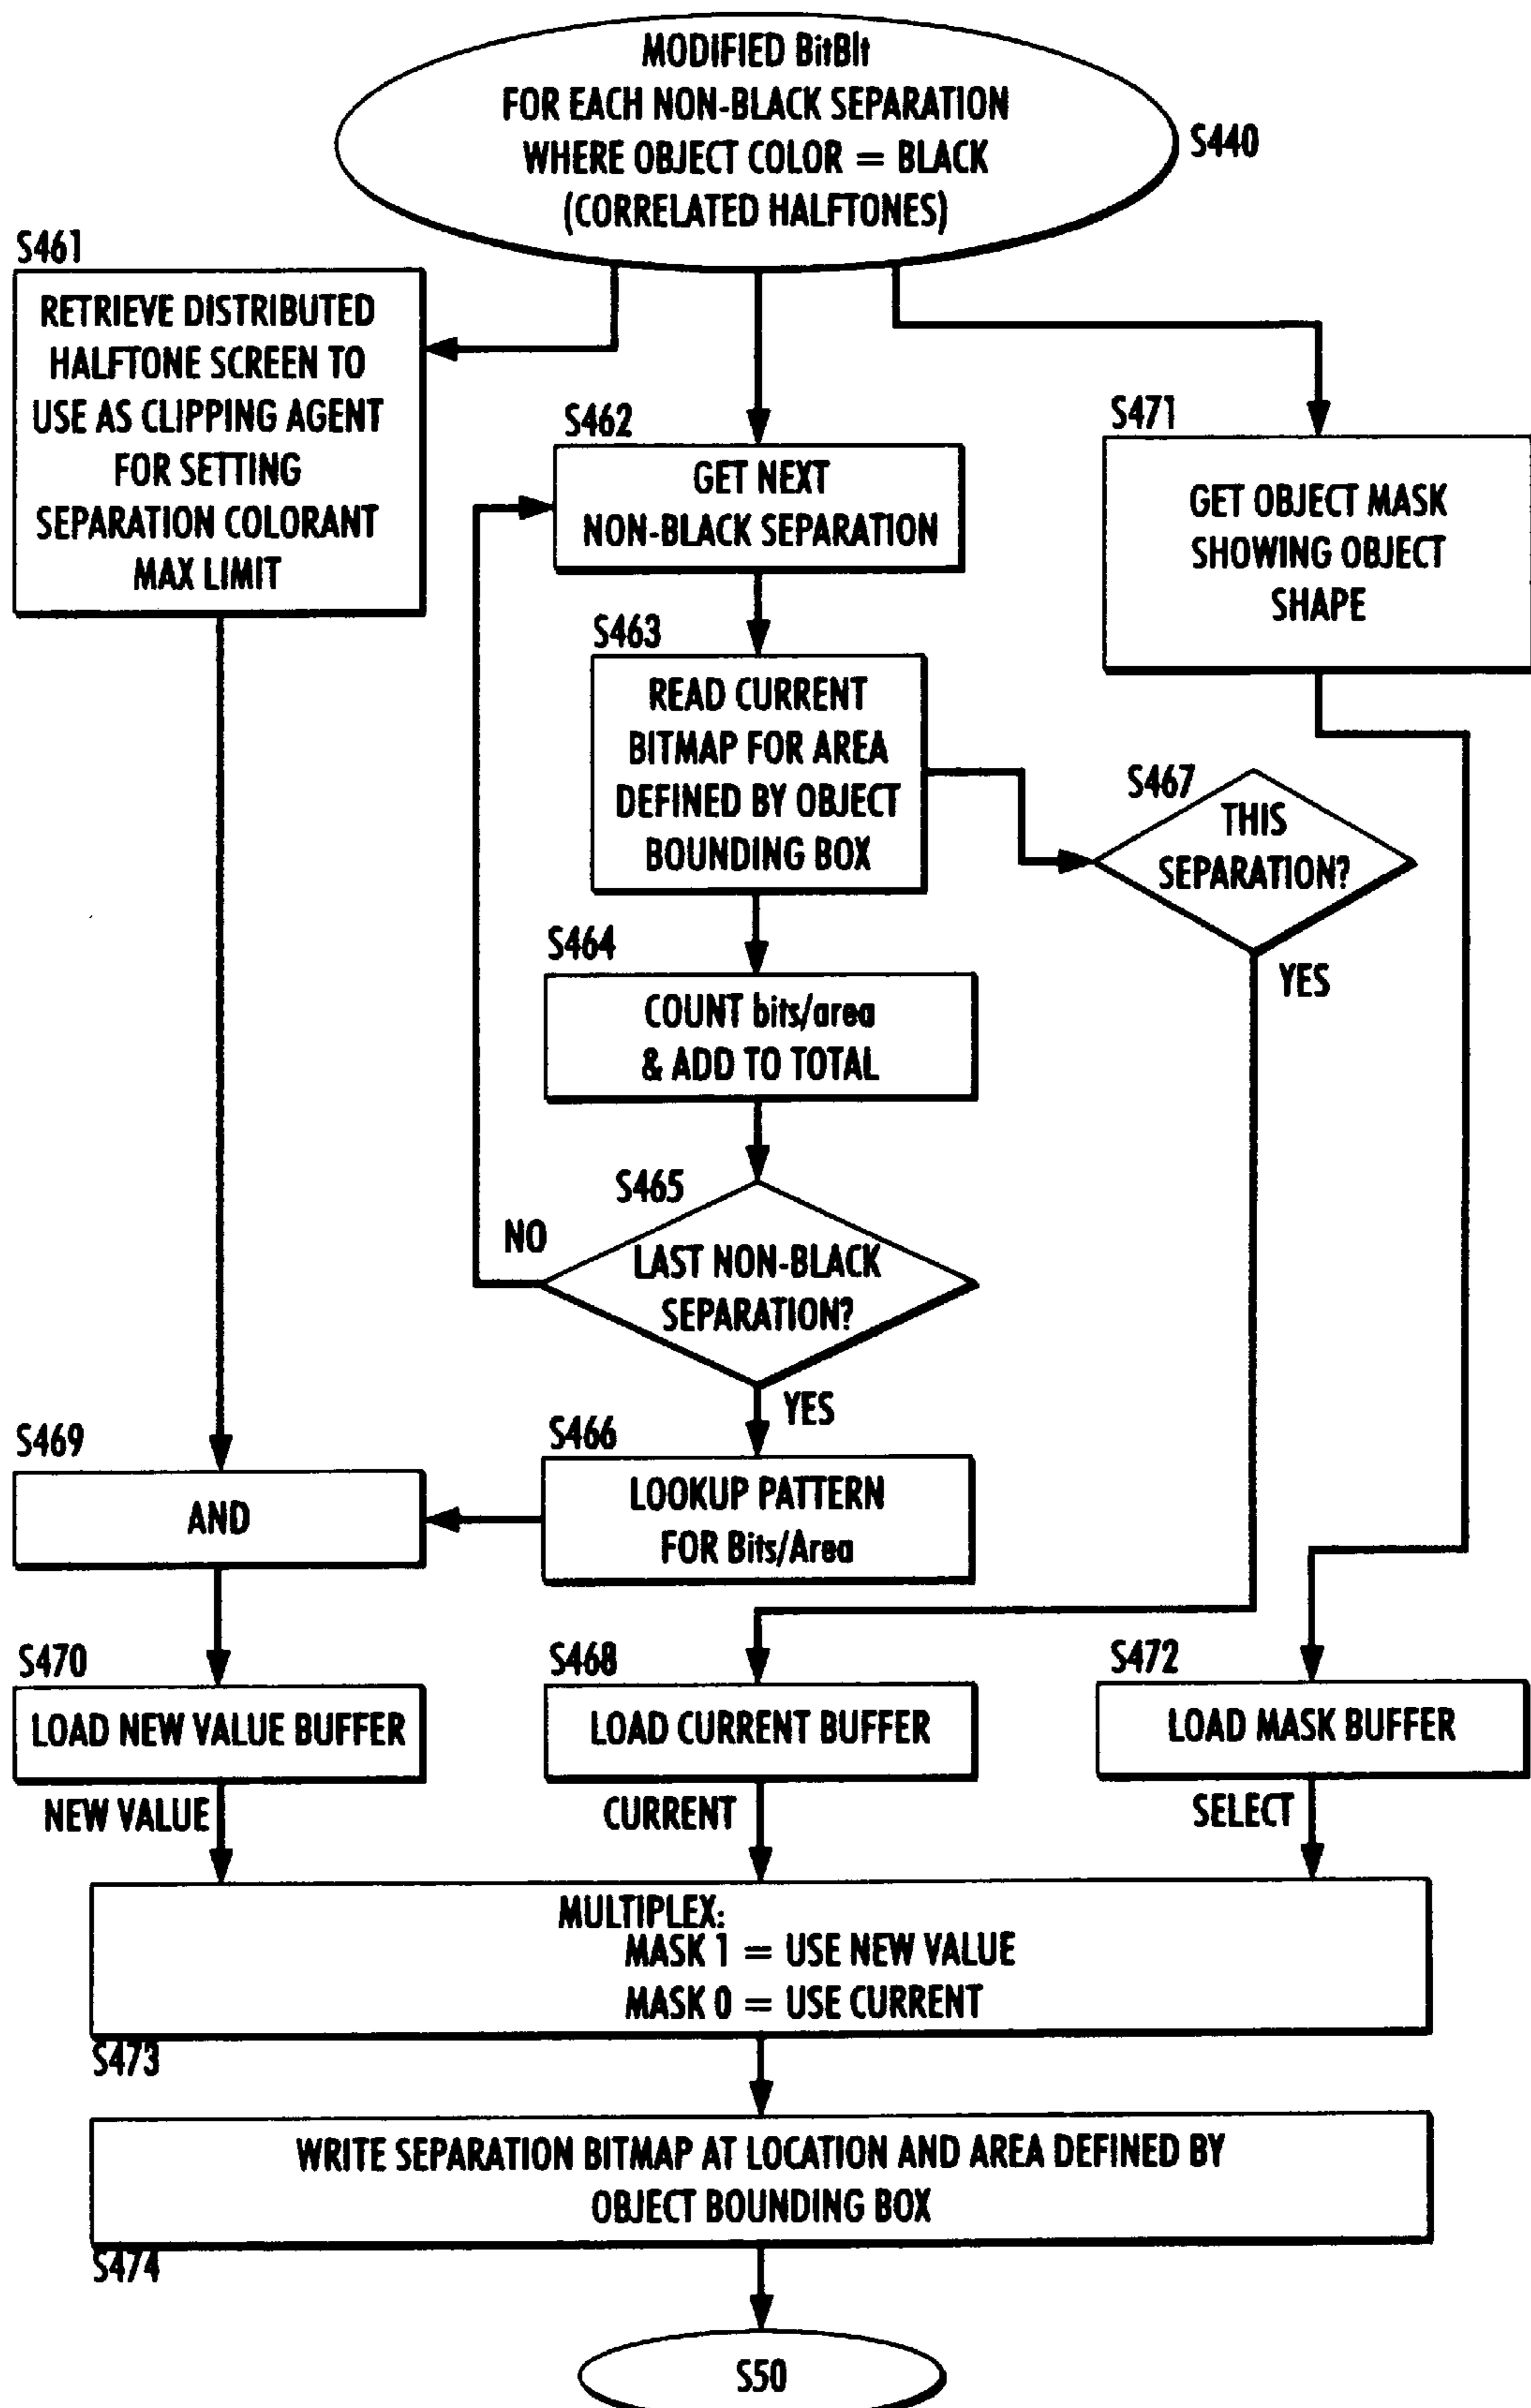 MODIFIED BitBlt
FOR EACH NON-BLACK SEPARATION
WHERE OBJECT COLOR = BLACK
(CORRELATED HALFTONES)
S440
S461
RETRIEVE DISTRIBUTED
HALFTONE SCREEN TO
USE AS CLIPPING AGENT
FOR SETTING
SEPARATION COLORANT
MAX LIMIT
S462
GET NEXT
NON-BLACK SEPARATION
S471
GET OBJECT MASK
SHOWING OBJECT
SHAPE
S463
READ CURRENT
BITMAP FOR AREA
DEFINED BY OBJECT
BOUNDING BOX
S467
THIS
SEPARATION?
YES
S464
COUNT bits/area
& ADD TO TOTAL
S465
NO
LAST NON-BLACK
SEPARATION?
YES
S469
AND
S466
LOOKUP PATTERN
FOR Bits/Area
S470
LOAD NEW VALUE BUFFER
S468
LOAD CURRENT BUFFER
S472
LOAD MASK BUFFER
NEW VALUE
CURRENT
SELECT
MULTIPLEX:
MASK 1 = USE NEW VALUE
MASK 0 = USE CURRENT
S473
WRITE SEPARATION BITMAP AT LOCATION AND AREA DEFINED BY
OBJECT BOUNDING BOX
S474
S50